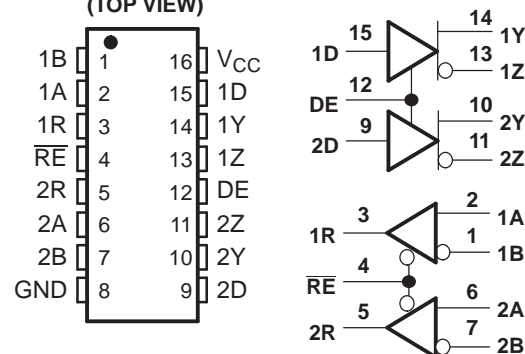 (TOP VIEW)
1B 1 16 V_CC
1A 2 15 1D
1R 3 14 1Y
R̅E̅ 4 13 1Z
2R 5 12 DE
2A 6 11 2Z
2B 7 10 2Y
GND 8 9 2D
14 1Y
15 1D
13 1Z
12 DE
10 2Y
9 2D
11 2Z
2 1A
3 1R
1 1B
4 R̅E̅
6 2A
5 2R
7 2B